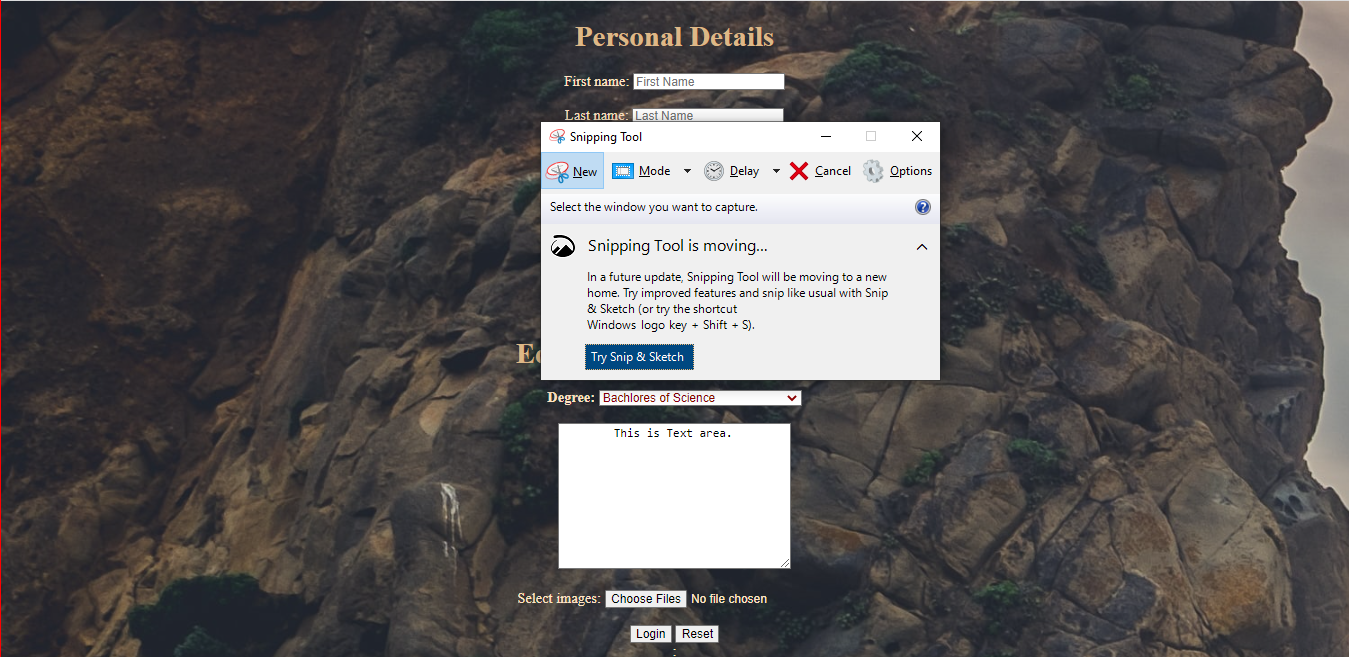 Personal Details
First name: First Name
Last name: Last Name
Snipping Tool
New Mode Delay Cancel Options
Select the window you want to capture.
?
Snipping Tool is moving...
In a future update, Snipping Tool will be moving to a new
home. Try improved features and snip like usual with Snip
& Sketch (or try the shortcut
Windows logo key + Shift + S).
Try Snip & Sketch
Degree: Bachlores of Science
This is Text area.
Select images: Choose Files No file chosen
Login Reset
: